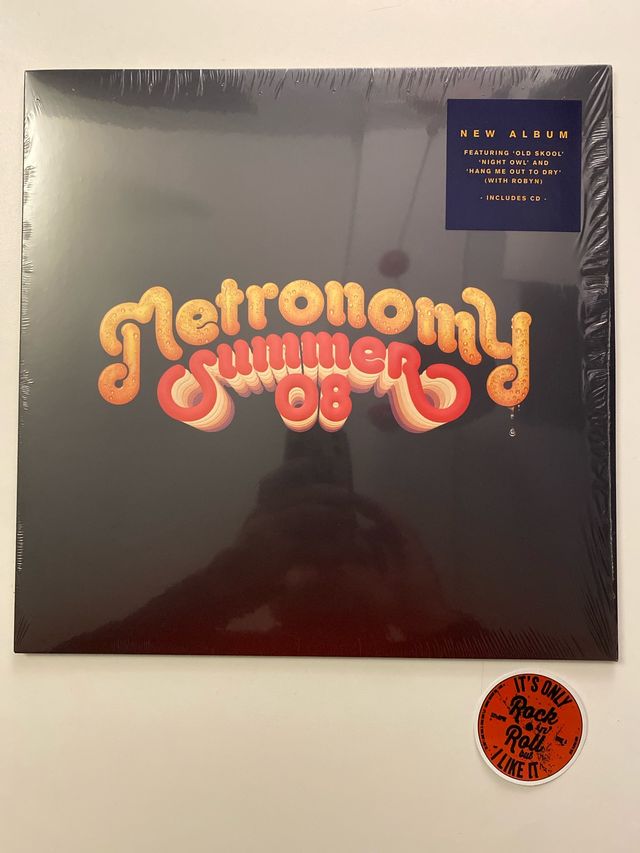 NEW ALBUM
FEATURING 'OLD SKOOL'
'NIGHT OWL' AND
'HANG ME OUT TO DRY'
(WITH ROBYN)
- INCLUDES CD -
Metronomy
Summer
08
IT'S ONLY
Rock
'n'
Roll
but
I LIKE IT